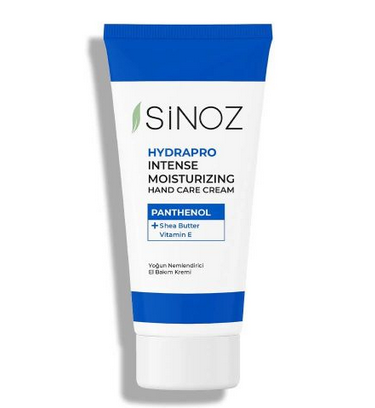 SiNOZ
HYDRAPRO
INTENSE
MOISTURIZING
HAND CARE CREAM
PANTHENOL
+ Shea Butter
Vitamin E
Yoğun Nemlendirici
El Bakım Kremi